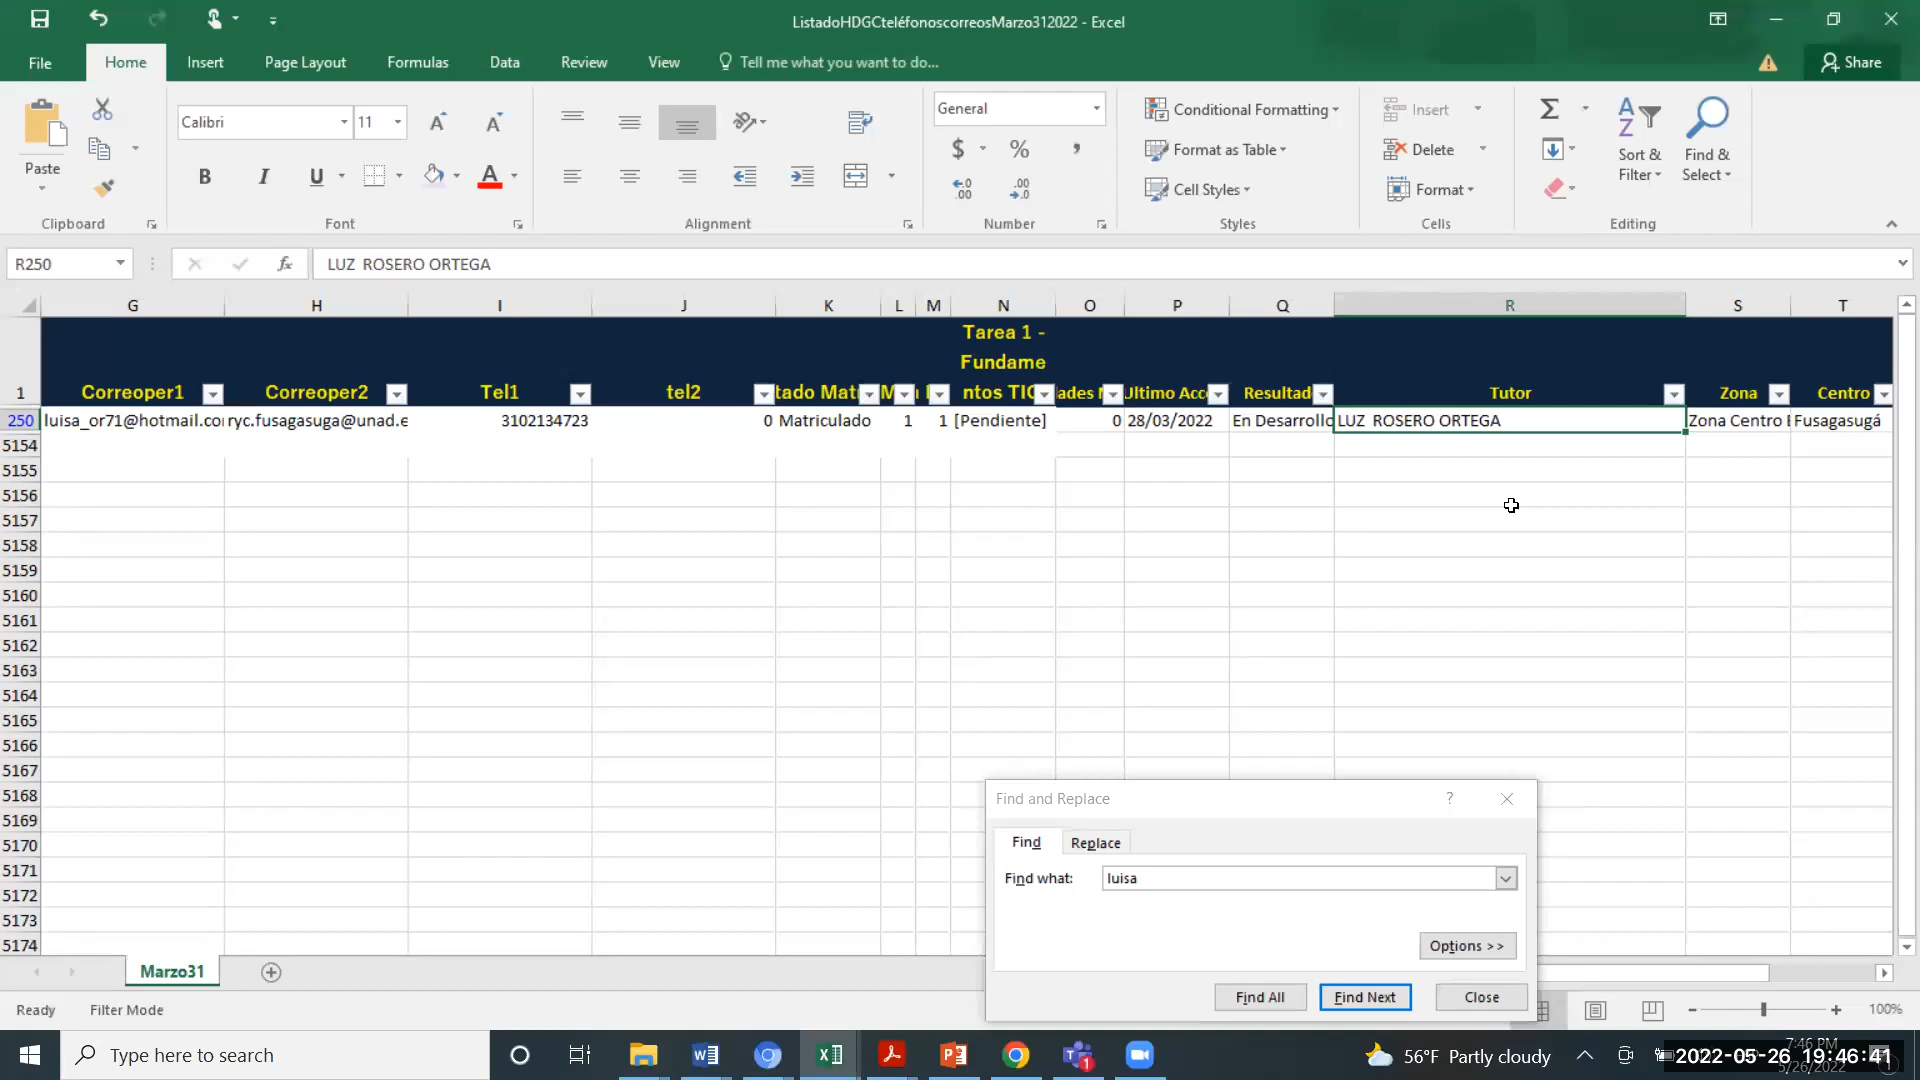 ListadoHDGCteléfonoscorreosMarzo312022 - Excel
File Home Insert Page Layout Formulas Data Review View Tell me what you want to do... Share
Paste
Calibri 11
B I U A
General
$ % ,
Conditional Formatting
Format as Table
Cell Styles
Insert
Delete
Format
Sort & Filter
Find & Select
Clipboard Font Alignment Number Styles Cells Editing
R250 fx LUZ ROSERO ORTEGA
G H I J K L M N O P Q R S T
Tarea 1 -
Fundame
1 Correoper1 Correoper2 Tel1 tel2 tado Mat ntos TIC ades Ultimo Acc Resultad Tutor Zona Centro
250 luisa_or71@hotmail.co ryc.fusagasuga@unad.e 3102134723 0 Matriculado 1 1 [Pendiente] 0 28/03/2022 En Desarrollo LUZ ROSERO ORTEGA Zona Centro Fusagasugá
5154
5155
5156
5157
5158
5159
5160
5161
5162
5163
5164
5165
5166
5167
5168
5169
5170
5171
5172
5173
5174
Find and Replace ?
Find Replace
Find what: luisa
Options >>
Find All Find Next Close
Marzo31
Ready Filter Mode 100%
Type here to search
56°F Partly cloudy
7:46 PM
5/26/2022
2022-05-26 19:46:41